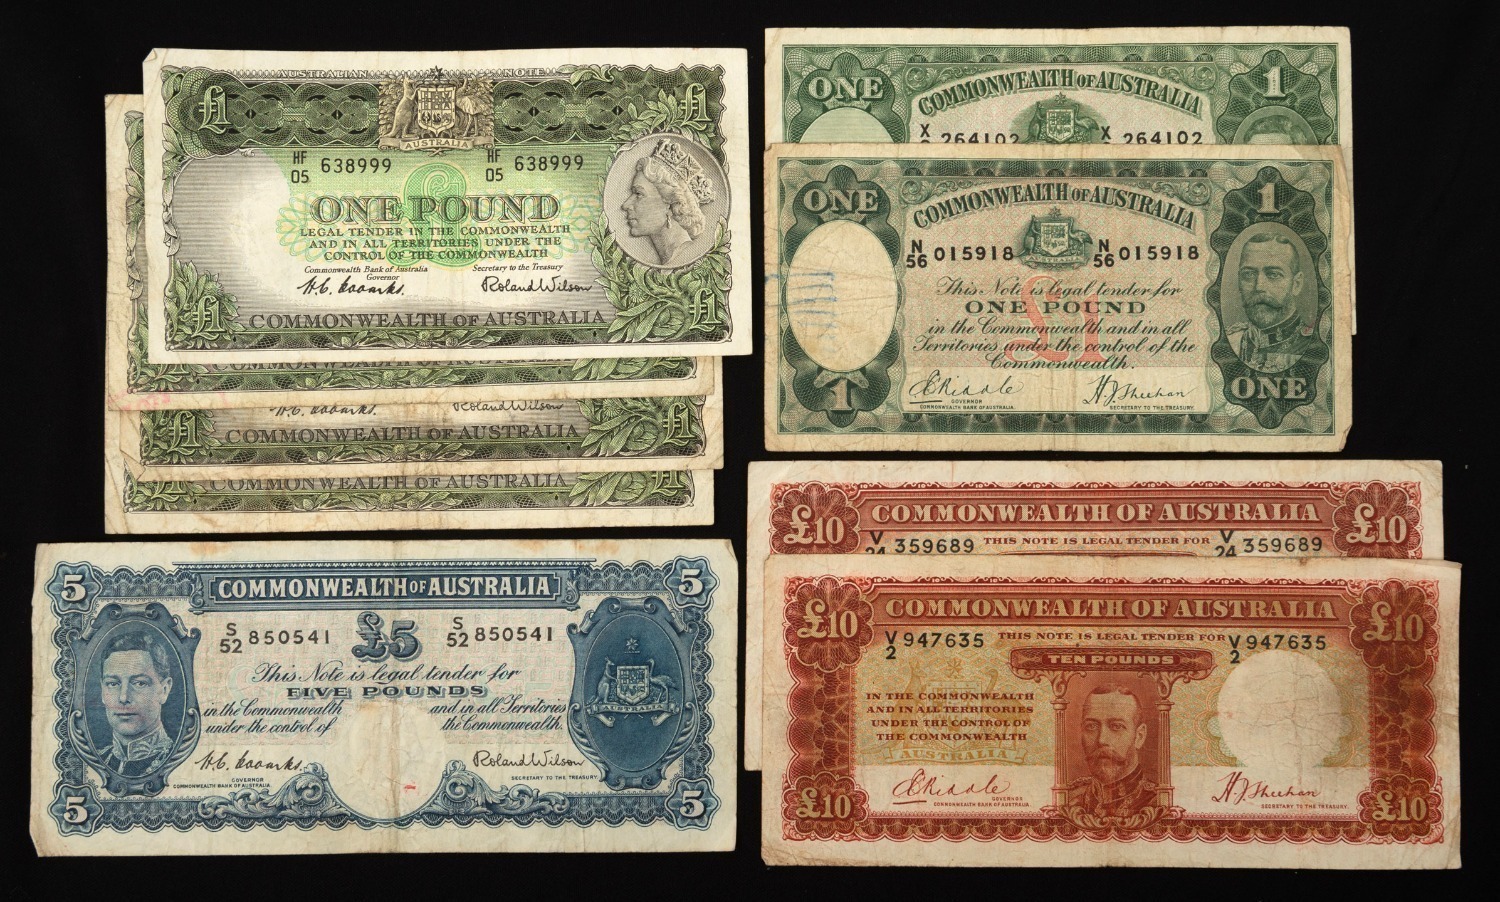 AUSTRALIAN NOTE
£1 £1
AUSTRALIA
HF 05 638999 HF 05 638999
ONE POUND
LEGAL TENDER IN THE COMMONWEALTH
AND IN ALL TERRITORIES UNDER THE
CONTROL OF THE COMMONWEALTH
Commonwealth Bank of Australia Secretary to the Treasury
Governor
H.C. Coombs. Roland Wilson
£1 COMMONWEALTH OF AUSTRALIA £1
COMMONWEALTH OF AUSTRALIA
H.C. Coombs. Roland Wilson
£1 COMMONWEALTH OF AUSTRALIA £1
COMMONWEALTH OF AUSTRALIA
ONE COMMONWEALTH OF AUSTRALIA 1
X 264102 X 264102
ONE COMMONWEALTH OF AUSTRALIA 1
N 56 015918 N 56 015918
AUSTRALIA
This Note is legal tender for
ONE POUND
in the Commonwealth and in all
Territories under the control of the
Commonwealth.
E Riddle H.J. Sheehan
GOVERNOR
COMMONWEALTH BANK OF AUSTRALIA. SECRETARY TO THE TREASURY.
1 ONE
5 COMMONWEALTH OF AUSTRALIA 5
S 52 850541 £5 S 52 850541
This Note is legal tender for
FIVE POUNDS
in the Commonwealth and in all Territories
under the control of the Commonwealth.
AUSTRALIA
H.C. Coombs. Roland Wilson
GOVERNOR
COMMONWEALTH BANK OF AUSTRALIA. SECRETARY TO THE TREASURY
5 5
£10 COMMONWEALTH OF AUSTRALIA £10
V 24 359689 THIS NOTE IS LEGAL TENDER FOR V 24 359689
£10 COMMONWEALTH OF AUSTRALIA £10
V 2 947635 THIS NOTE IS LEGAL TENDER FOR V 2 947635
TEN POUNDS
IN THE COMMONWEALTH
AND IN ALL TERRITORIES
UNDER THE CONTROL OF
THE COMMONWEALTH
AUSTRALIA
E Riddle H.J. Sheehan
GOVERNOR
COMMONWEALTH BANK OF AUSTRALIA SECRETARY TO THE TREASURY.
£10 £10